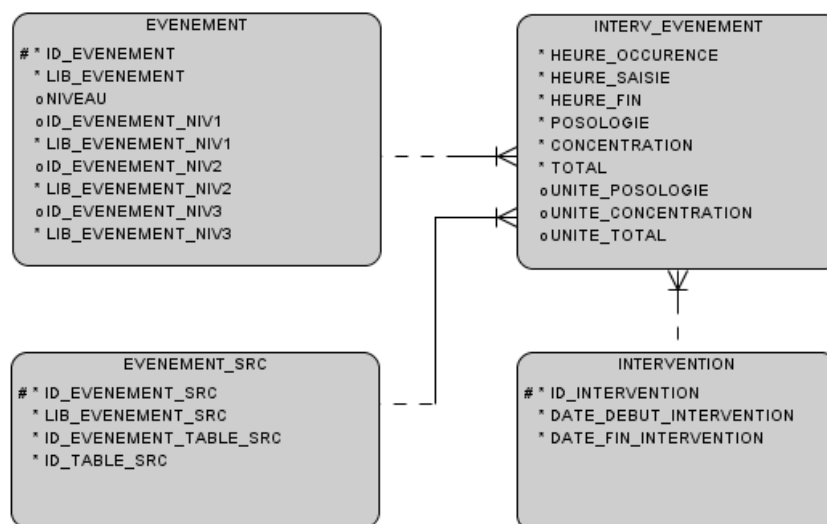 EVENEMENT
# * ID_EVENEMENT
* LIB_EVENEMENT
o NIVEAU
o ID_EVENEMENT_NIV1
* LIB_EVENEMENT_NIV1
o ID_EVENEMENT_NIV2
* LIB_EVENEMENT_NIV2
o ID_EVENEMENT_NIV3
* LIB_EVENEMENT_NIV3
INTERV_EVENEMENT
* HEURE_OCCURENCE
* HEURE_SAISIE
* HEURE_FIN
* POSOLOGIE
* CONCENTRATION
* TOTAL
o UNITE_POSOLOGIE
o UNITE_CONCENTRATION
o UNITE_TOTAL
EVENEMENT_SRC
# * ID_EVENEMENT_SRC
* LIB_EVENEMENT_SRC
* ID_EVENEMENT_TABLE_SRC
* ID_TABLE_SRC
INTERVENTION
# * ID_INTERVENTION
* DATE_DEBUT_INTERVENTION
* DATE_FIN_INTERVENTION